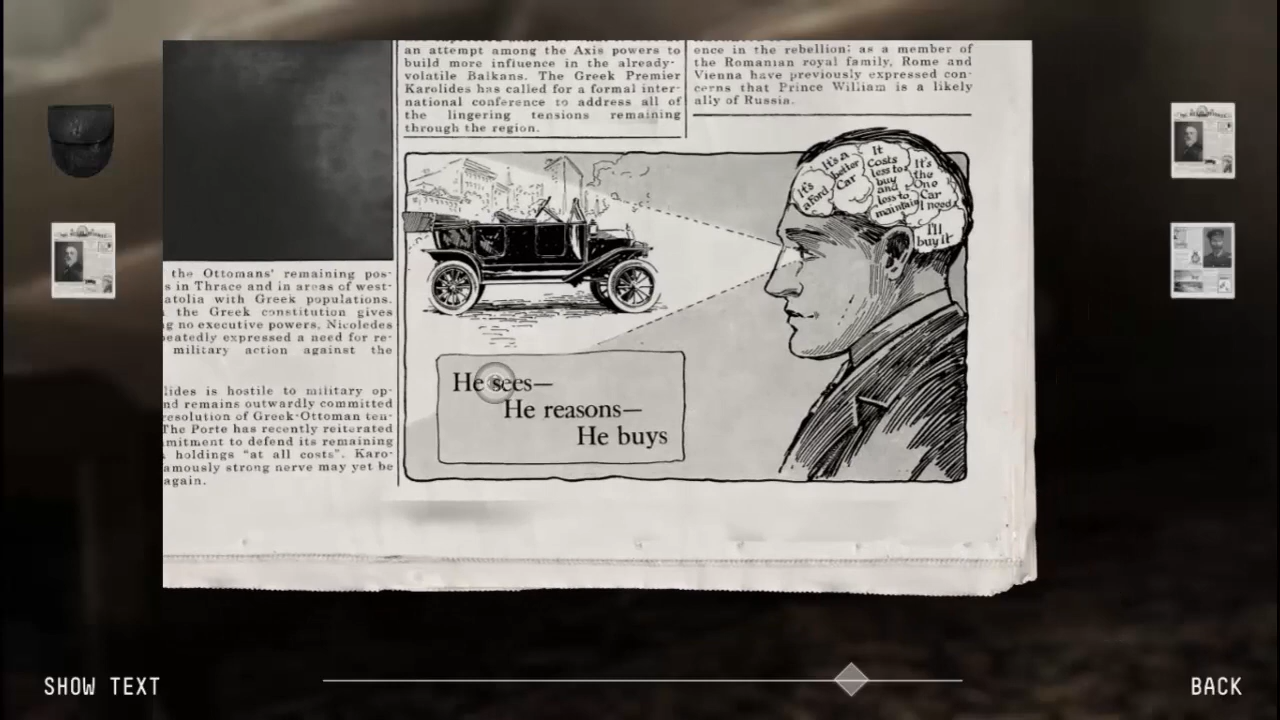 an attempt among the Axis powers to
build more influence in the already-
volatile Balkans. The Greek Premier
Karolides has called for a formal inter-
national conference to address all of
the lingering tensions remaining
through the region.
ence in the rebellion: as a member of
the Romanian royal family, Rome and
Vienna have previously expressed con-
cerns that Prince William is a likely
ally of Russia.
the Ottomans' remaining pos-
s in Thrace and in areas of west-
atolia with Greek populations.
the Greek constitution gives
g no executive powers, Nicoledes
eatedly expressed a need for re-
military action against the
lides is hostile to military op-
nd remains outwardly committed
resolution of Greek-Ottoman ten-
The Porte has recently reiterated
mitment to defend its remaining
holdings "at all costs". Karo-
amously strong nerve may yet be
again.
It's
a Ford
It's a
better
Car
It
Costs
less to
buy
and
less to
maintain
It's
the
One
Car
I need
I'll
buy it
He sees—
He reasons—
He buys
SHOW TEXT
BACK